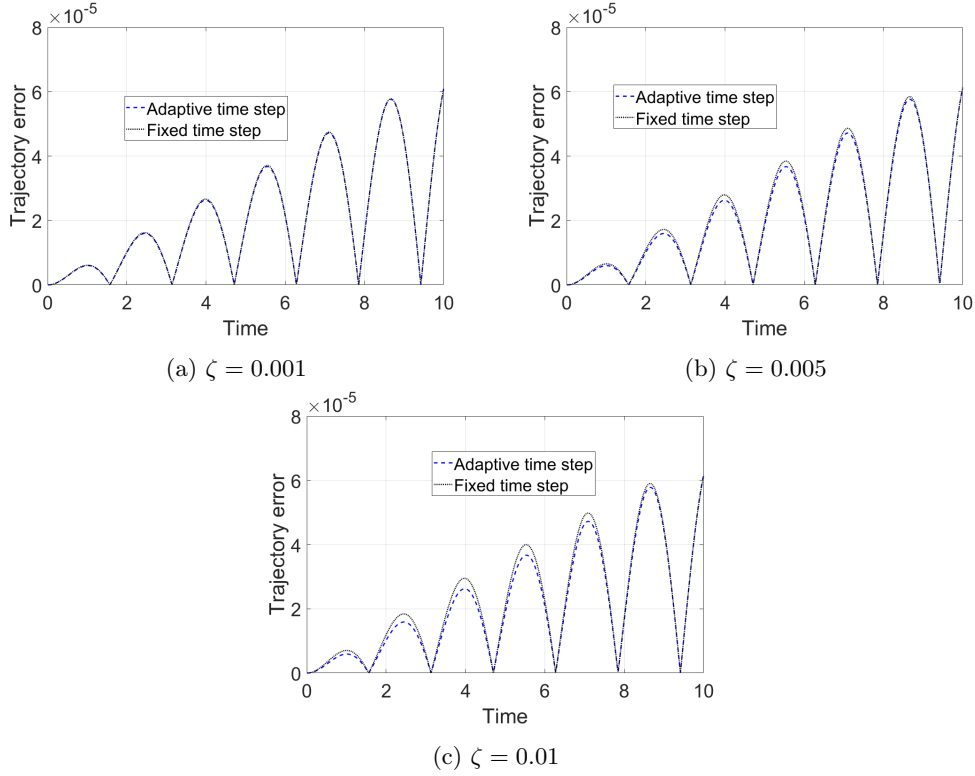 ×10⁻⁵
8
6
4
2
0
Trajectory error
Adaptive time step
Fixed time step
0 2 4 6 8 10
Time
(a) ζ = 0.001
×10⁻⁵
8
6
4
2
0
Trajectory error
Adaptive time step
Fixed time step
0 2 4 6 8 10
Time
(b) ζ = 0.005
×10⁻⁵
8
6
4
2
0
Trajectory error
Adaptive time step
Fixed time step
0 2 4 6 8 10
Time
(c) ζ = 0.01